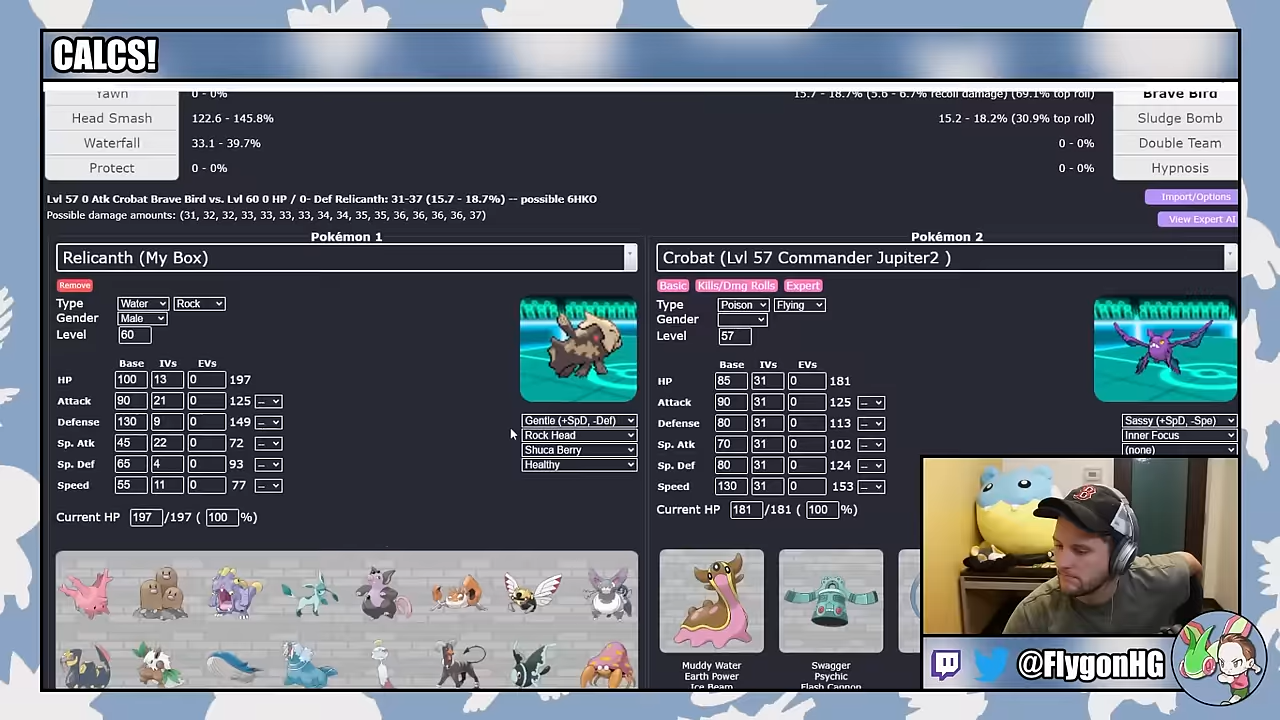 CALCS!
Yawn 0 - 0% 15.7 - 18.7% (5.6 - 6.7% recoil damage) (69.1% top roll) Brave Bird
Head Smash 122.6 - 145.8% 15.2 - 18.2% (30.9% top roll) Sludge Bomb
Waterfall 33.1 - 39.7% 0 - 0% Double Team
Protect 0 - 0% 0 - 0% Hypnosis
Lvl 57 0 Atk Crobat Brave Bird vs. Lvl 60 0 HP / 0- Def Relicanth: 31-37 (15.7 - 18.7%) -- possible 6HKO
Import/Options
Possible damage amounts: (31, 32, 32, 33, 33, 33, 33, 34, 34, 35, 35, 36, 36, 36, 36, 37)
View Expert AI
Pokémon 1
Relicanth (My Box)
Remove
Type Water Rock
Gender Male
Level 60
Base IVs EVs
HP 100 13 0 197
Attack 90 21 0 125 --
Defense 130 9 0 149 --
Sp. Atk 45 22 0 72 --
Sp. Def 65 4 0 93 --
Speed 55 11 0 77 --
Gentle (+SpD, -Def)
Rock Head
Shuca Berry
Healthy
Current HP 197 /197 ( 100 %)
Pokémon 2
Crobat (Lvl 57 Commander Jupiter2 )
Basic Kills/Dmg Rolls Expert
Type Poison Flying
Gender
Level 57
Base IVs EVs
HP 85 31 0 181
Attack 90 31 0 125 --
Defense 80 31 0 113 --
Sp. Atk 70 31 0 102 --
Sp. Def 80 31 0 124 --
Speed 130 31 0 153 --
Sassy (+SpD, -Spe)
Inner Focus
(none)
Current HP 181 /181 ( 100 %)
Muddy Water
Earth Power
Ice Beam
Swagger
Psychic
Flash Cannon
@FlygonHG